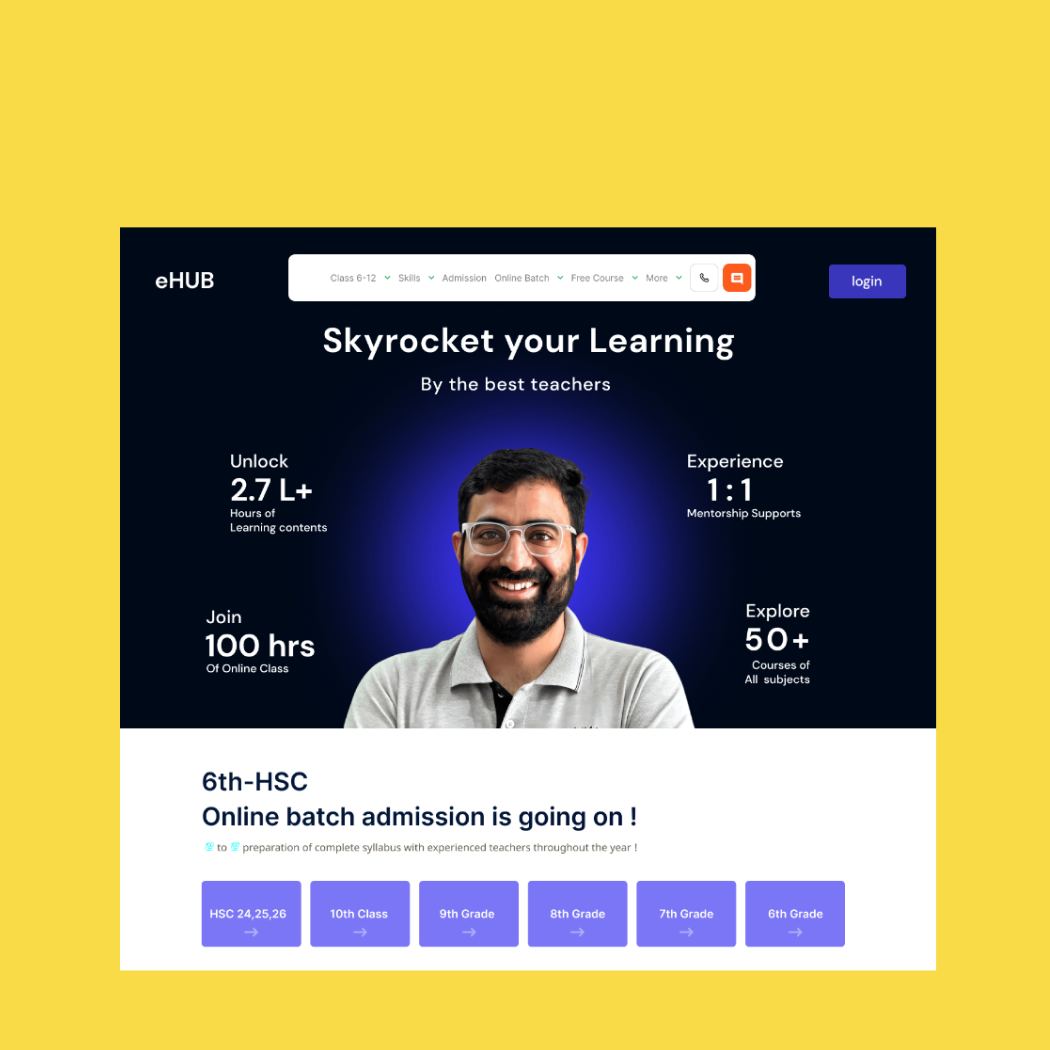 eHUB
Class 6-12 Skills Admission Online Batch Free Course More
login
Skyrocket your Learning
By the best teachers
Unlock
2.7 L+
Hours of
Learning contents
Experience
1 : 1
Mentorship Supports
Join
100 hrs
Of Online Class
Explore
50+
Courses of
All subjects
6th-HSC
Online batch admission is going on !
to preparation of complete syllabus with experienced teachers throughout the year !
HSC 24,25,26
10th Class
9th Grade
8th Grade
7th Grade
6th Grade